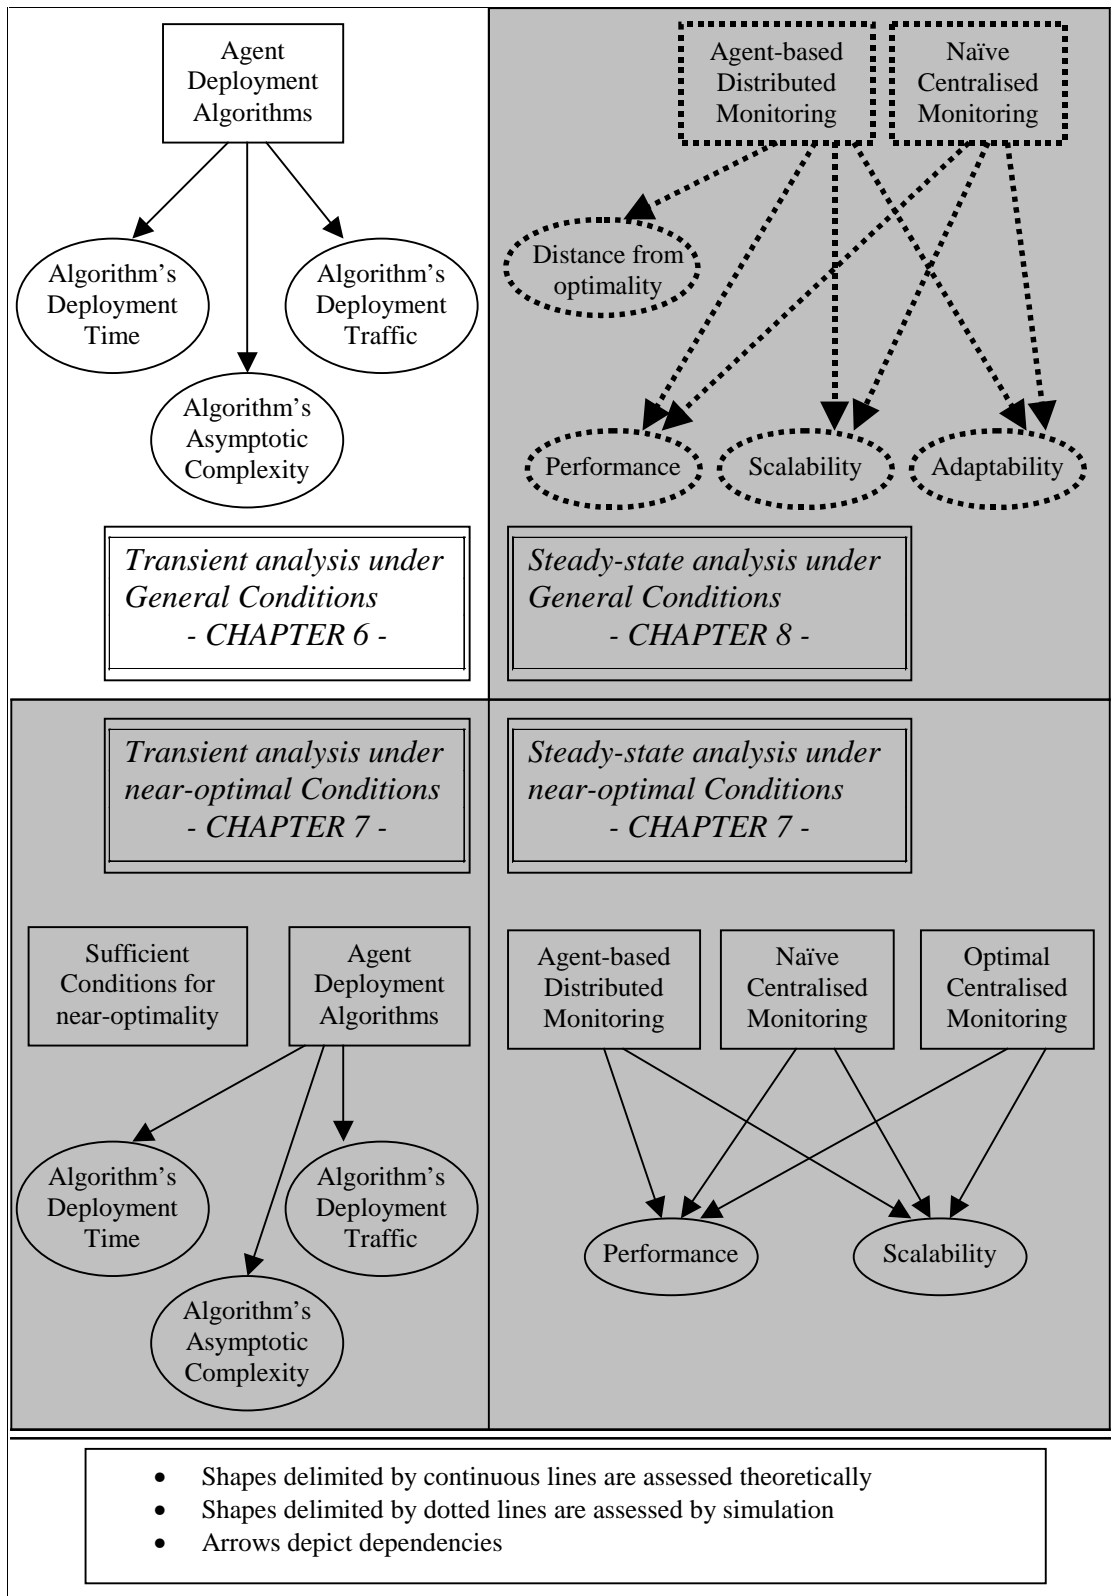 Agent
Deployment
Algorithms
Algorithm's
Deployment
Time
Algorithm's
Deployment
Traffic
Algorithm's
Asymptotic
Complexity
Transient analysis under
General Conditions
- CHAPTER 6 -
Agent-based
Distributed
Monitoring
Naïve
Centralised
Monitoring
Distance from
optimality
Performance
Scalability
Adaptability
Steady-state analysis under
General Conditions
- CHAPTER 8 -
Transient analysis under
near-optimal Conditions
- CHAPTER 7 -
Sufficient
Conditions for
near-optimality
Agent
Deployment
Algorithms
Algorithm's
Deployment
Time
Algorithm's
Deployment
Traffic
Algorithm's
Asymptotic
Complexity
Steady-state analysis under
near-optimal Conditions
- CHAPTER 7 -
Agent-based
Distributed
Monitoring
Naïve
Centralised
Monitoring
Optimal
Centralised
Monitoring
Performance
Scalability
• Shapes delimited by continuous lines are assessed theoretically
• Shapes delimited by dotted lines are assessed by simulation
• Arrows depict dependencies